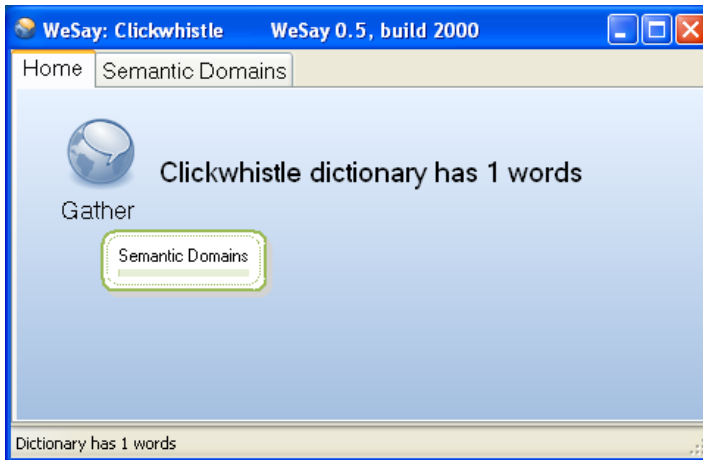 WeSay: Clickwhistle WeSay 0.5, build 2000
Home Semantic Domains
Clickwhistle dictionary has 1 words
Gather
Semantic Domains
Dictionary has 1 words